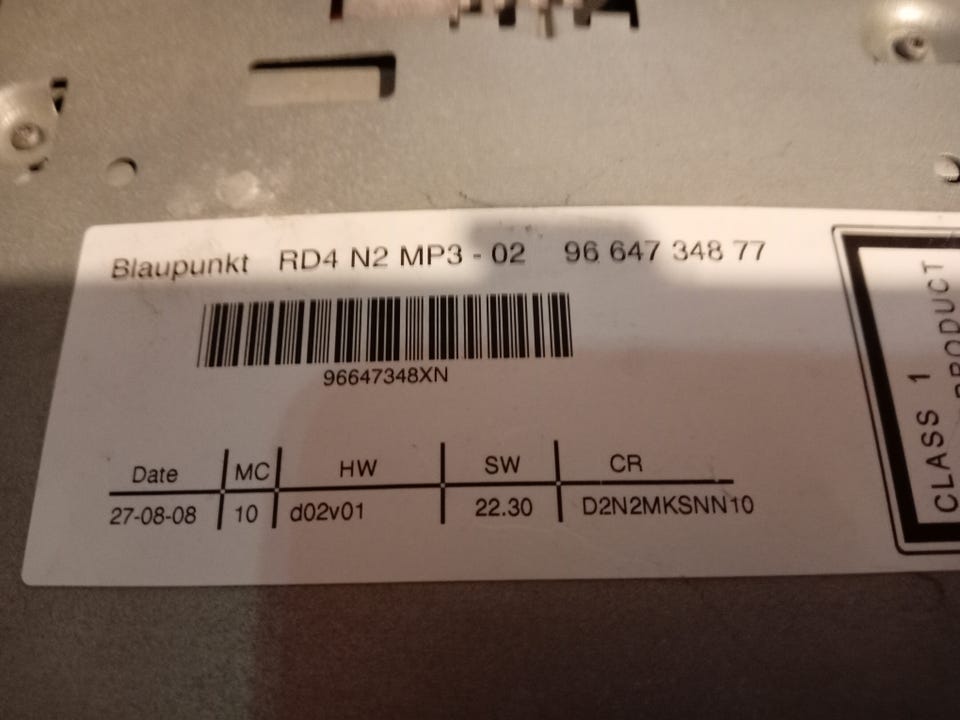 Blaupunkt RD4 N2 MP3 - 02 96 647 348 77
96647348XN
Date MC HW SW CR
27-08-08 10 d02v01 22.30 D2N2MKSNN10
CLASS 1
PRODUCT